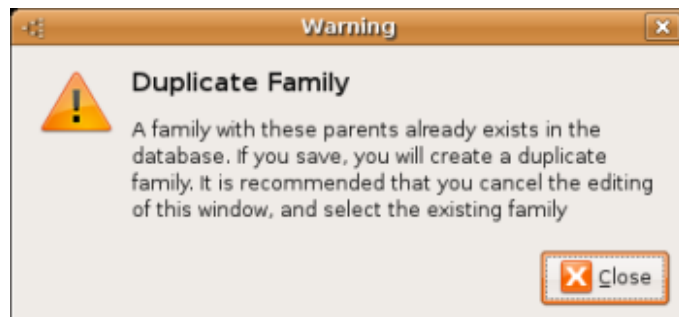 Warning
Duplicate Family
A family with these parents already exists in the
database. If you save, you will create a duplicate
family. It is recommended that you cancel the editing
of this window, and select the existing family
Close